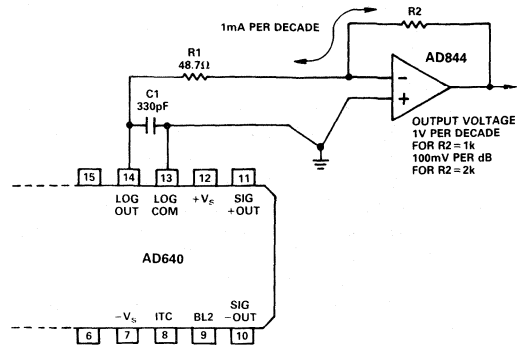 1mA PER DECADE
R2
R1
48.7Ω
AD844
−
+
C1
330pF
OUTPUT VOLTAGE
1V PER DECADE
FOR R2 = 1k
100mV PER dB
FOR R2 = 2k
15
14
13
12
11
LOG
OUT
LOG
COM
+VS
SIG
+OUT
AD640
−VS
ITC
BL2
SIG
−OUT
6
7
8
9
10